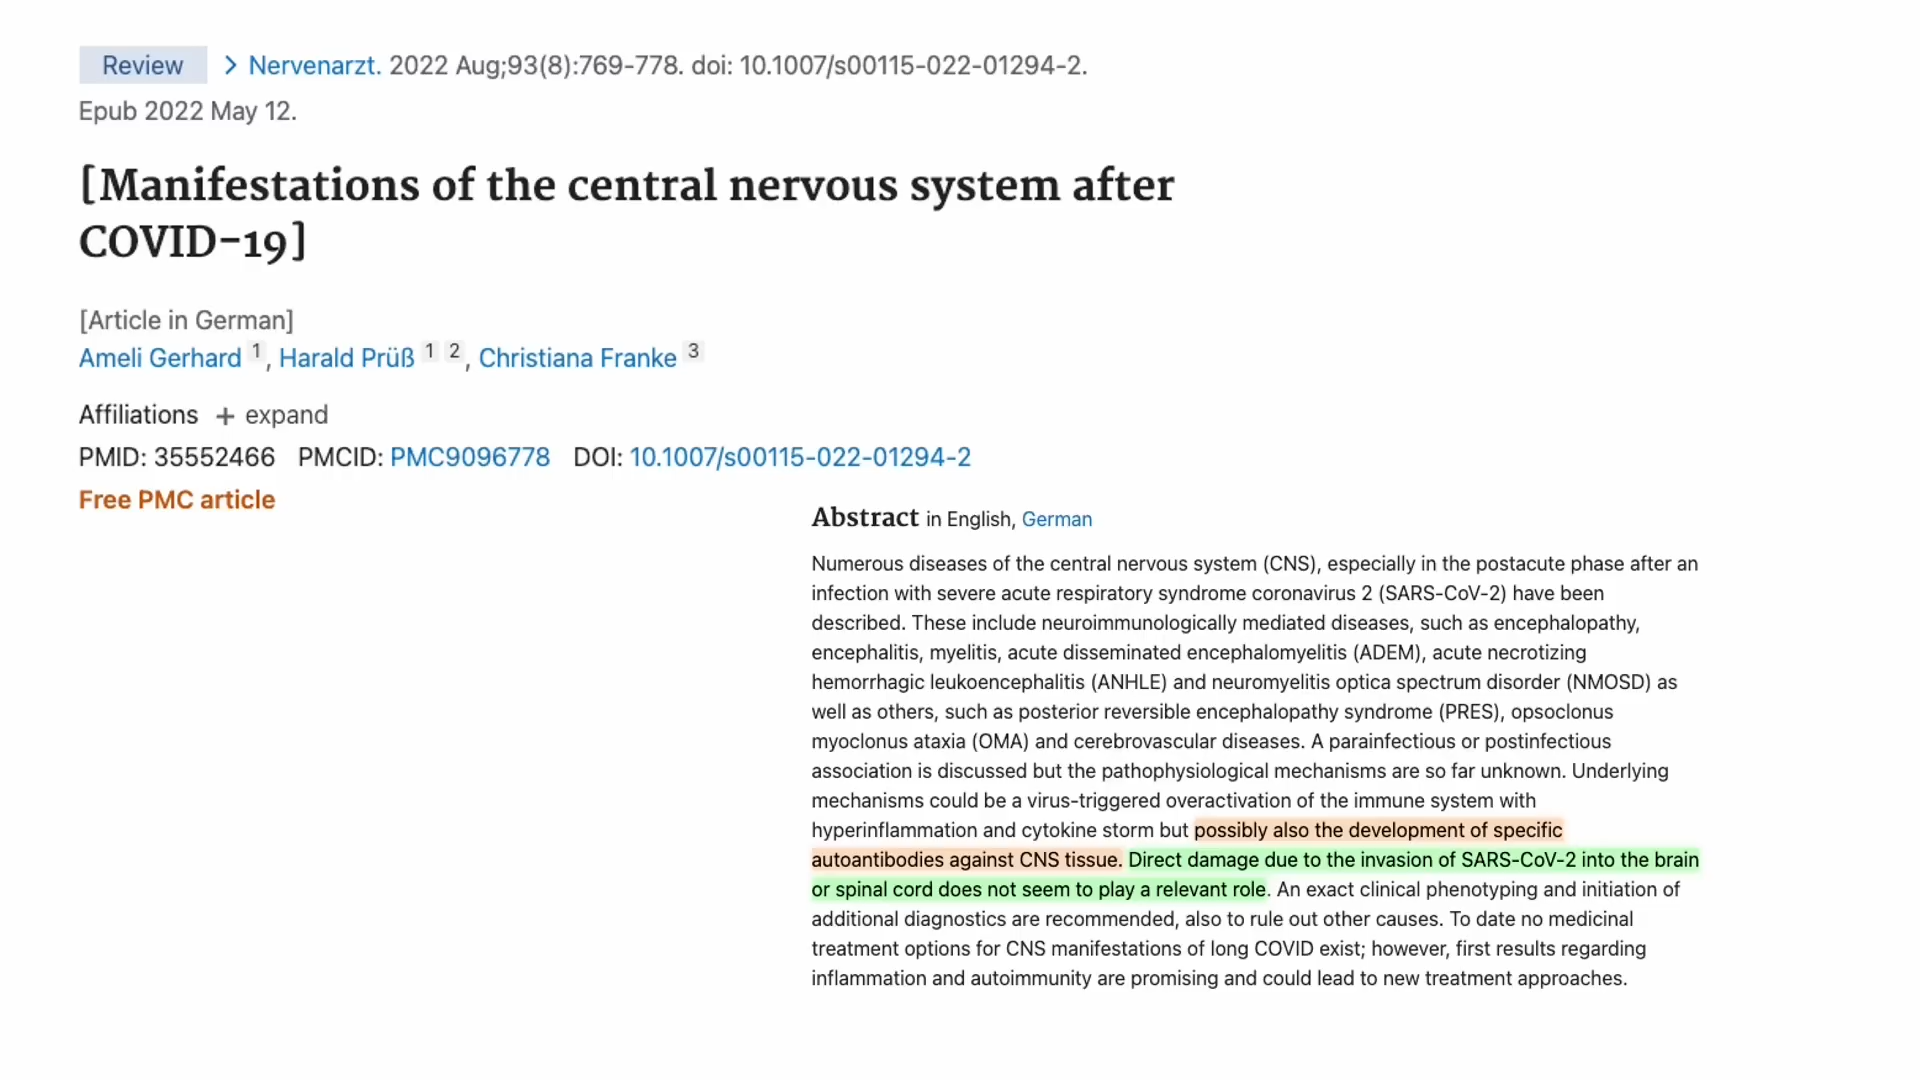 Review > Nervenarzt. 2022 Aug;93(8):769-778. doi: 10.1007/s00115-022-01294-2.
Epub 2022 May 12.
[Manifestations of the central nervous system after
COVID-19]
[Article in German]
Ameli Gerhard 1, Harald Prüß 1 2, Christiana Franke 3
Affiliations + expand
PMID: 35552466 PMCID: PMC9096778 DOI: 10.1007/s00115-022-01294-2
Free PMC article
Abstract in English, German
Numerous diseases of the central nervous system (CNS), especially in the postacute phase after an
infection with severe acute respiratory syndrome coronavirus 2 (SARS-CoV-2) have been
described. These include neuroimmunologically mediated diseases, such as encephalopathy,
encephalitis, myelitis, acute disseminated encephalomyelitis (ADEM), acute necrotizing
hemorrhagic leukoencephalitis (ANHLE) and neuromyelitis optica spectrum disorder (NMOSD) as
well as others, such as posterior reversible encephalopathy syndrome (PRES), opsoclonus
myoclonus ataxia (OMA) and cerebrovascular diseases. A parainfectious or postinfectious
association is discussed but the pathophysiological mechanisms are so far unknown. Underlying
mechanisms could be a virus-triggered overactivation of the immune system with
hyperinflammation and cytokine storm but possibly also the development of specific
autoantibodies against CNS tissue. Direct damage due to the invasion of SARS-CoV-2 into the brain
or spinal cord does not seem to play a relevant role. An exact clinical phenotyping and initiation of
additional diagnostics are recommended, also to rule out other causes. To date no medicinal
treatment options for CNS manifestations of long COVID exist; however, first results regarding
inflammation and autoimmunity are promising and could lead to new treatment approaches.